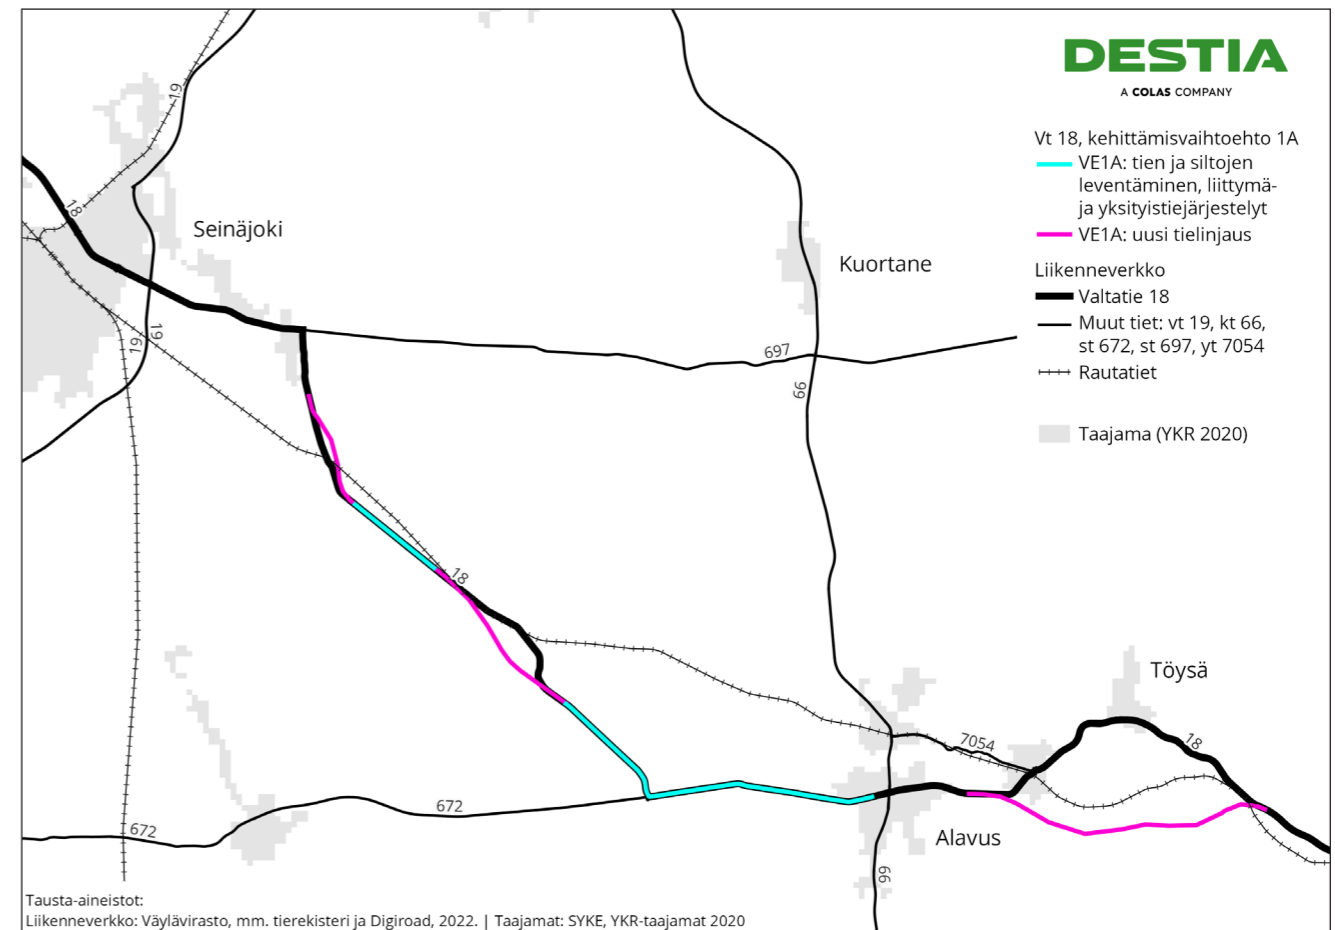 DESTIA
A COLAS COMPANY
Vt 18, kehittämisvaihtoehto 1A
VE1A: tien ja siltojen
leventäminen, liittymä-
ja yksityistiejärjestelyt
VE1A: uusi tielinjaus
Liikenneverkko
Valtatie 18
Muut tiet: vt 19, kt 66,
st 672, st 697, yt 7054
Rautatiet
Taajama (YKR 2020)
19
18
Seinäjoki
Kuortane
19
19
697
66
18
Töysä
7054
18
672
672
Alavus
66
Tausta-aineistot:
Liikenneverkko: Väylävirasto, mm. tierekisteri ja Digiroad, 2022. | Taajamat: SYKE, YKR-taajamat 2020